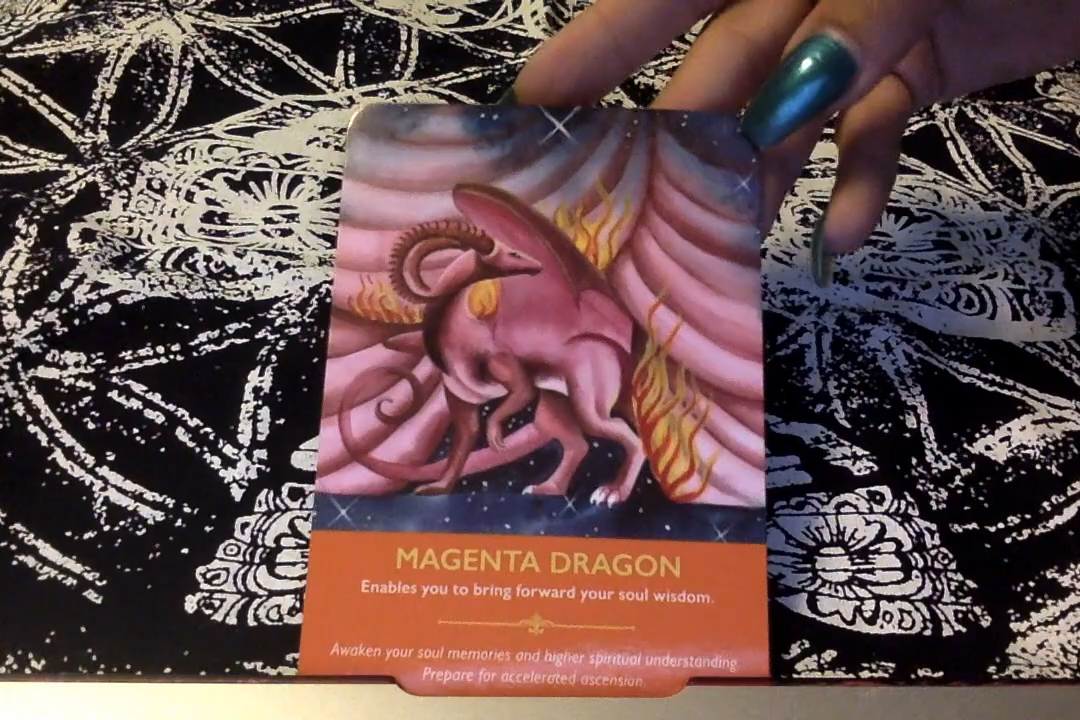 MAGENTA DRAGON
Enables you to bring forward your soul wisdom.
Awaken your soul memories and higher spiritual understanding.
Prepare for accelerated ascension.